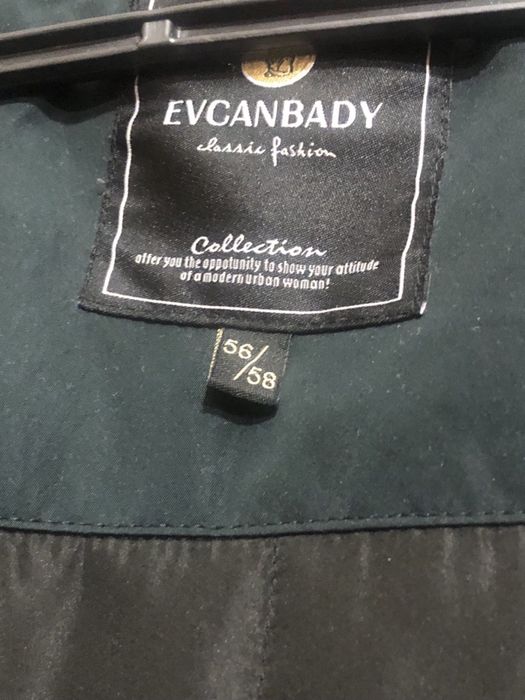 EVCANBADY
classic fashion
Collection
offer you the oppotunity to show your attitude
of a modern urban woman!
56/58